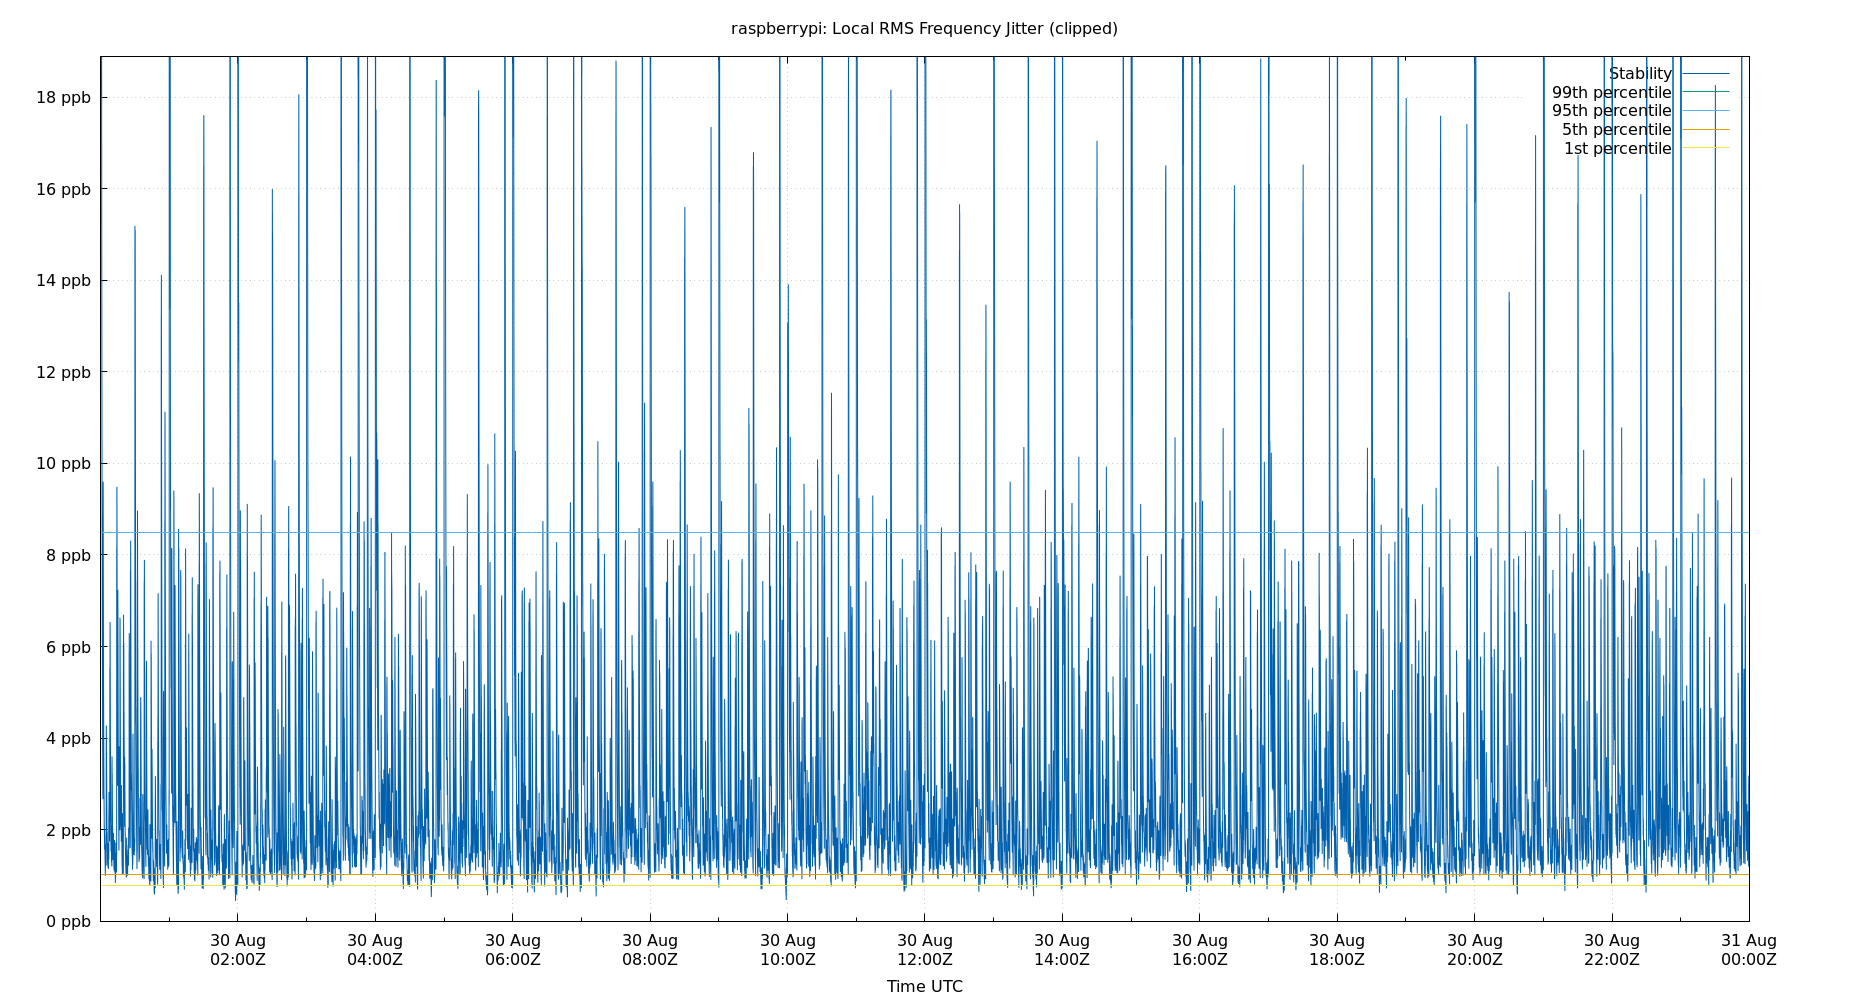 raspberrypi: Local RMS Frequency Jitter (clipped)
Stability
99th percentile
95th percentile
5th percentile
1st percentile
18 ppb
16 ppb
14 ppb
12 ppb
10 ppb
8 ppb
6 ppb
4 ppb
2 ppb
0 ppb
30 Aug 30 Aug 30 Aug 30 Aug 30 Aug 30 Aug 30 Aug 30 Aug 30 Aug 30 Aug 30 Aug 31 Aug
02:00Z 04:00Z 06:00Z 08:00Z 10:00Z 12:00Z 14:00Z 16:00Z 18:00Z 20:00Z 22:00Z 00:00Z
Time UTC